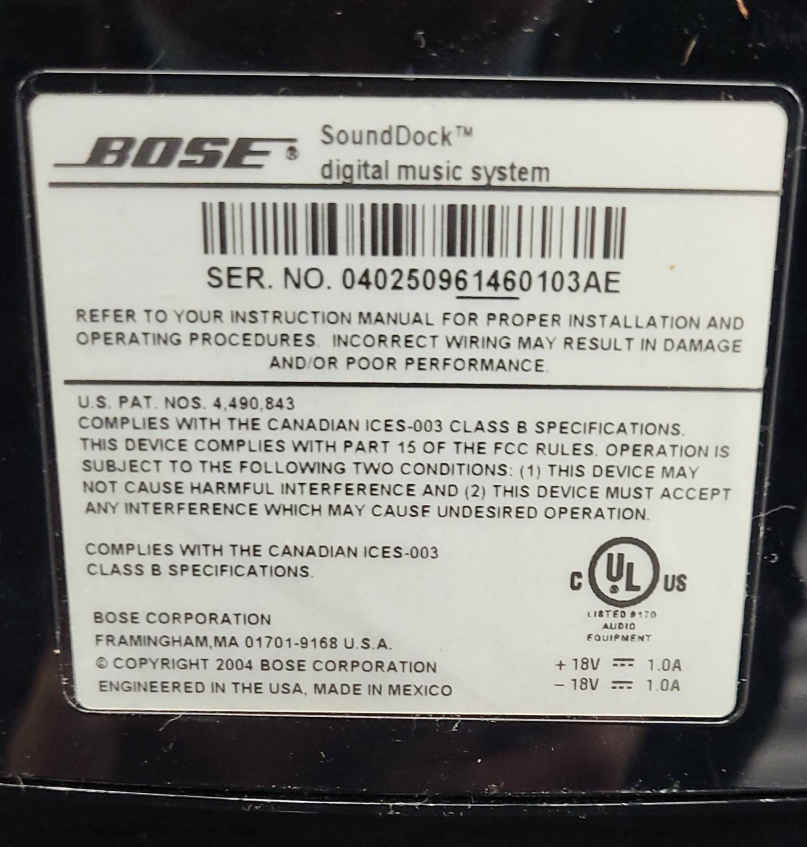 BOSE® SoundDock™
digital music system
SER. NO. 040250961460103AE
REFER TO YOUR INSTRUCTION MANUAL FOR PROPER INSTALLATION AND
OPERATING PROCEDURES. INCORRECT WIRING MAY RESULT IN DAMAGE
AND/OR POOR PERFORMANCE.
U.S. PAT. NOS. 4,490,843
COMPLIES WITH THE CANADIAN ICES-003 CLASS B SPECIFICATIONS.
THIS DEVICE COMPLIES WITH PART 15 OF THE FCC RULES. OPERATION IS
SUBJECT TO THE FOLLOWING TWO CONDITIONS: (1) THIS DEVICE MAY
NOT CAUSE HARMFUL INTERFERENCE AND (2) THIS DEVICE MUST ACCEPT
ANY INTERFERENCE WHICH MAY CAUSE UNDESIRED OPERATION.
COMPLIES WITH THE CANADIAN ICES-003
CLASS B SPECIFICATIONS.
C UL US
LISTED 9170
AUDIO
EQUIPMENT
BOSE CORPORATION
FRAMINGHAM,MA 01701-9168 U.S.A.
© COPYRIGHT 2004 BOSE CORPORATION
ENGINEERED IN THE USA, MADE IN MEXICO
+ 18V ⎓ 1.0A
− 18V ⎓ 1.0A